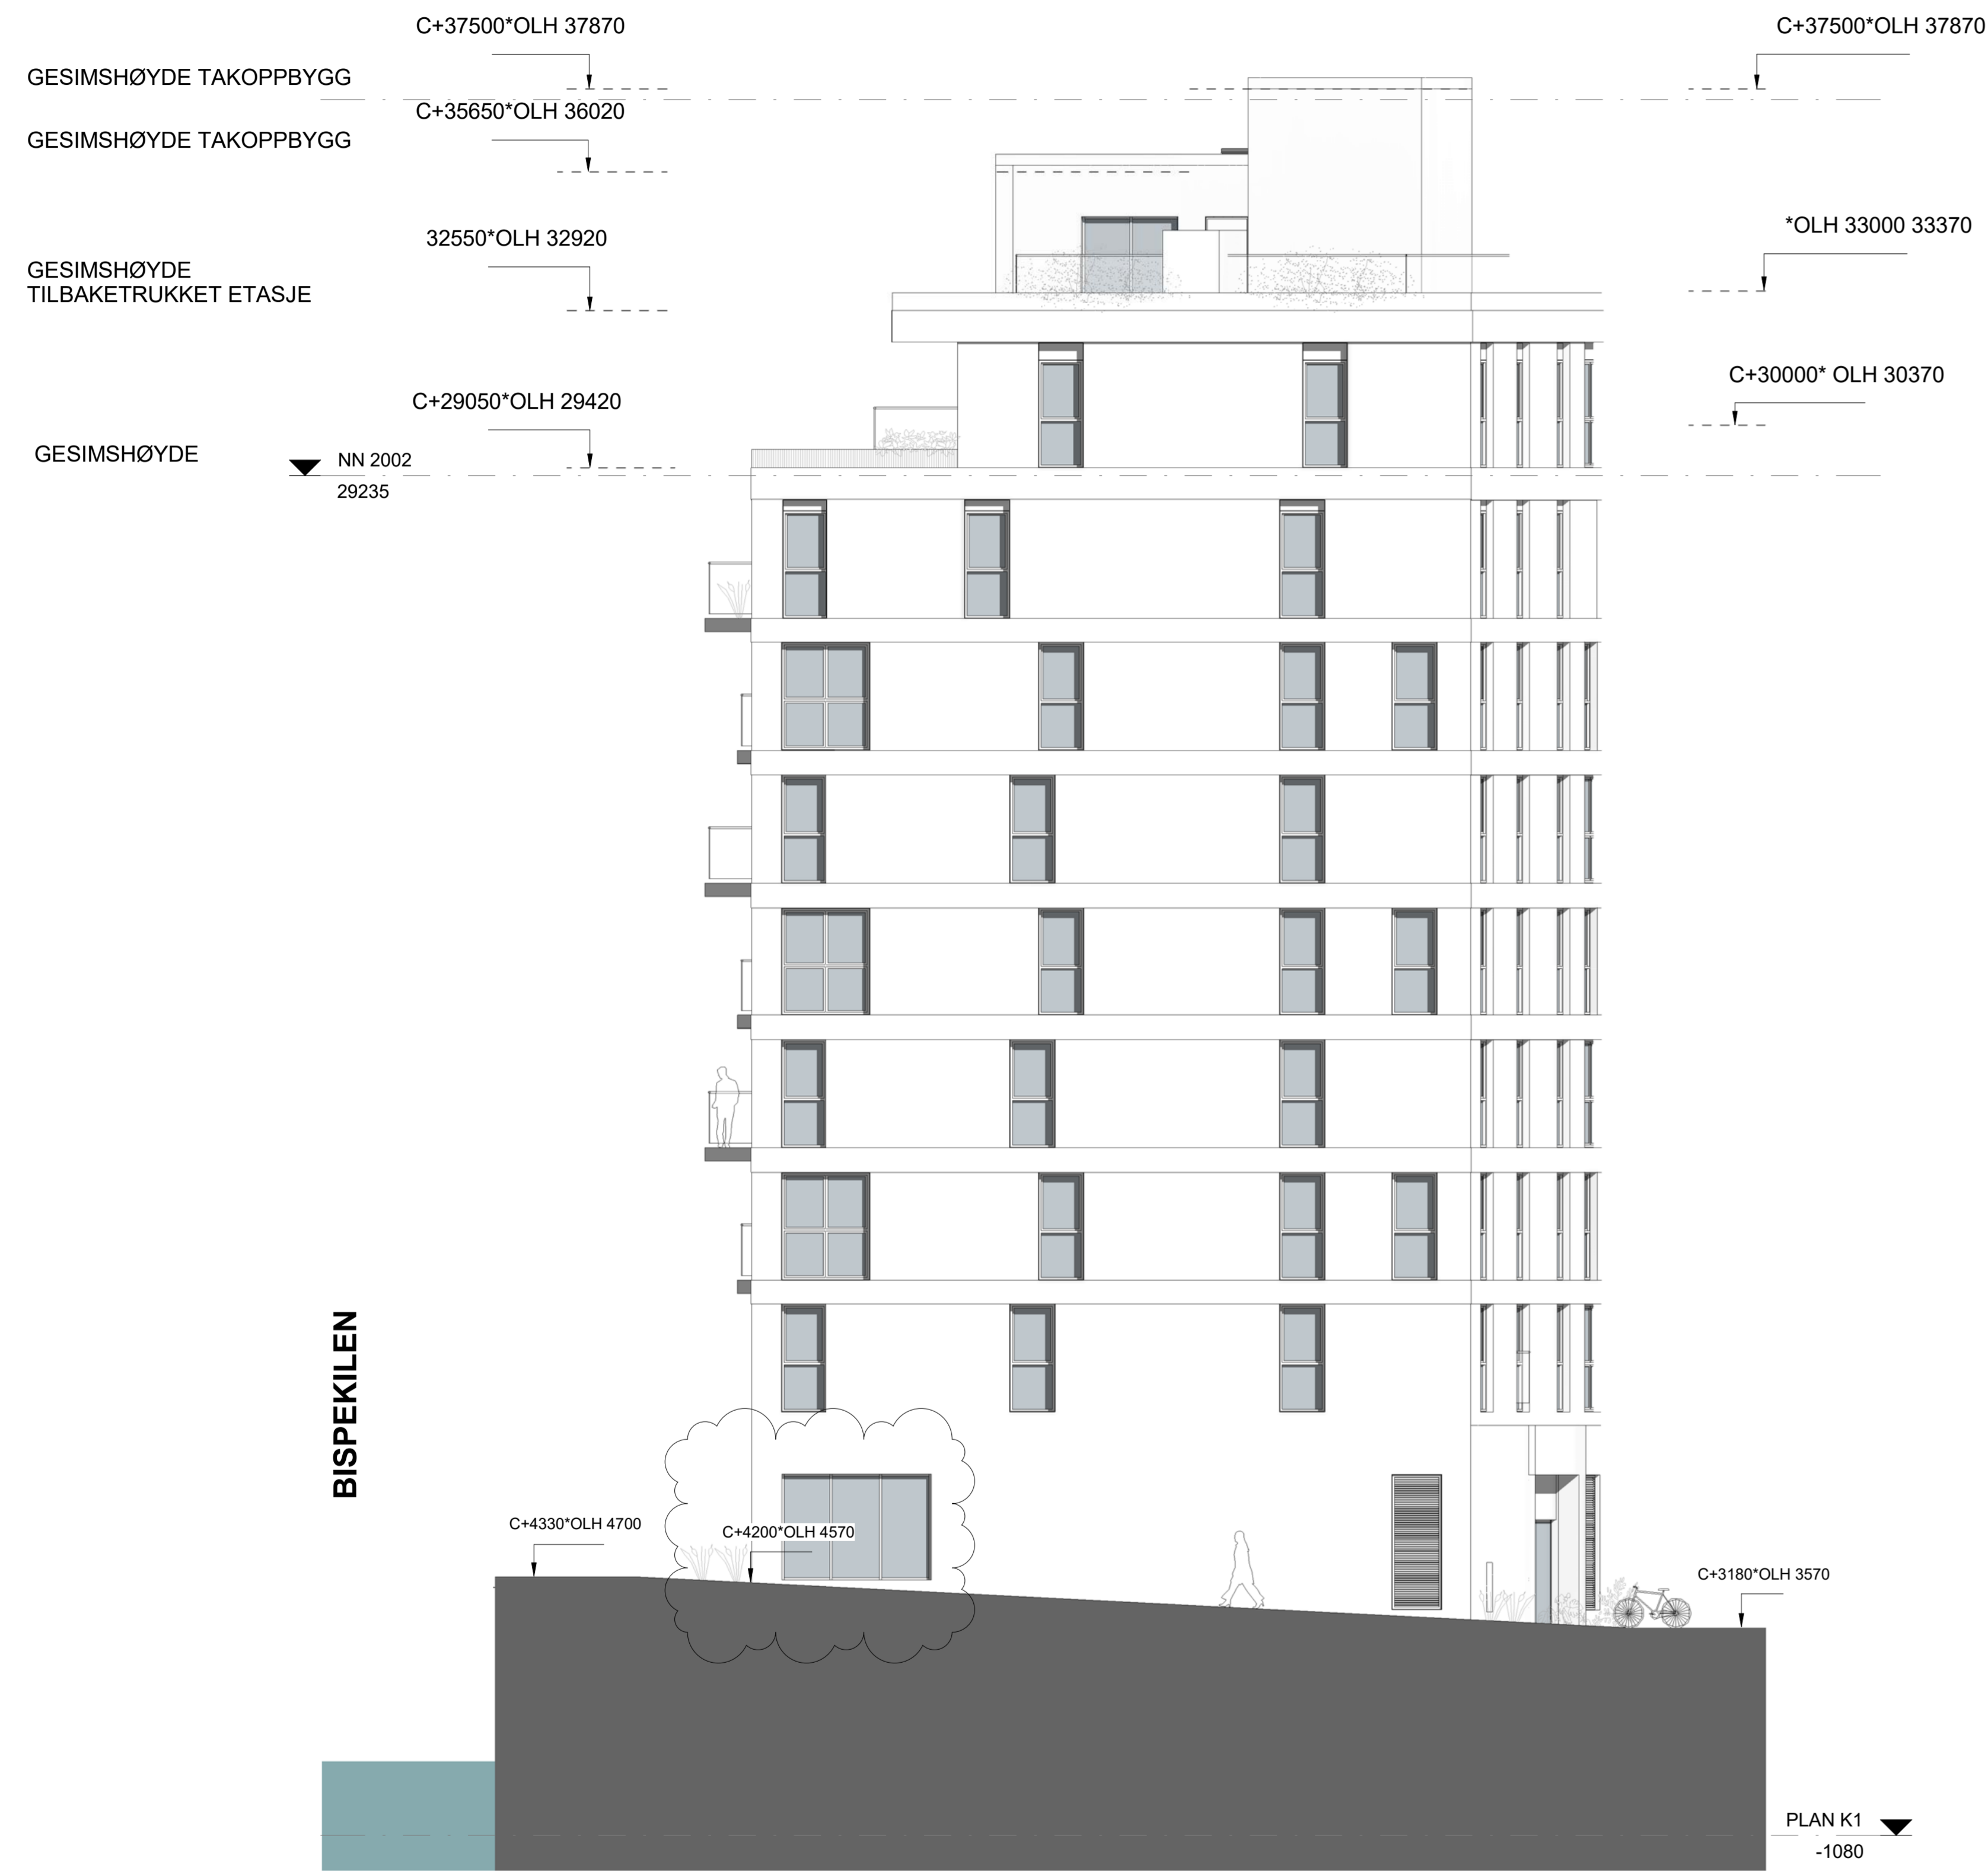 C+37500*OLH 37870
C+37500*OLH 37870
GESIMSHØYDE TAKOPPBYGG
C+35650*OLH 36020
GESIMSHØYDE TAKOPPBYGG
32550*OLH 32920
*OLH 33000 33370
GESIMSHØYDE
TILBAKETRUKKET ETASJE
C+30000* OLH 30370
C+29050*OLH 29420
GESIMSHØYDE
NN 2002
29235
BISPEKILEN
C+4330*OLH 4700
C+4200*OLH 4570
C+3180*OLH 3570
PLAN K1
-1080